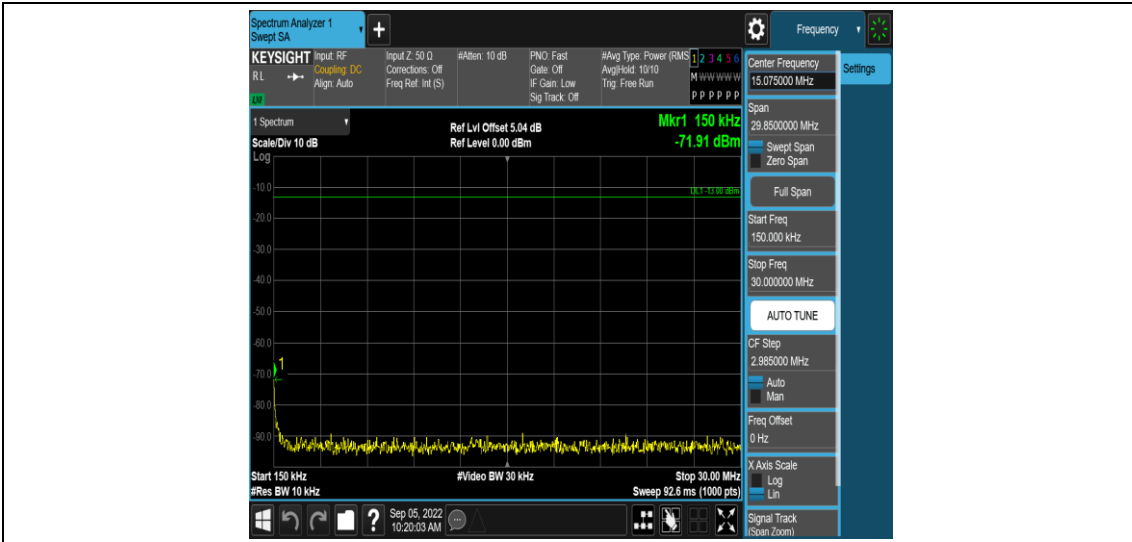 Spectrum Analyzer 1
Swept SA
+
Frequency
KEYSIGHT
RL
LXI
Input: RF
Coupling: DC
Align: Auto
Input Z: 50 Ω
Corrections: Off
Freq Ref: Int (S)
#Atten: 10 dB
PNO: Fast
Gate: Off
IF Gain: Low
Sig Track: Off
#Avg Type: Power (RMS
Avg|Hold: 10/10
Trig: Free Run
1 2 3 4 5 6
M W W W W W
P P P P P P
1 Spectrum
Scale/Div 10 dB
Log
Ref Lvl Offset 5.04 dB
Ref Level 0.00 dBm
Mkr1 150 kHz
-71.91 dBm
DL1 -13.00 dBm
-10.0
-20.0
-30.0
-40.0
-50.0
-60.0
-70.0
-80.0
-90.0
1
Start 150 kHz
#Res BW 10 kHz
#Video BW 30 kHz
Stop 30.00 MHz
Sweep 92.6 ms (1000 pts)
Center Frequency
15.075000 MHz
Span
29.8500000 MHz
Swept Span
Zero Span
Full Span
Start Freq
150.000 kHz
Stop Freq
30.000000 MHz
AUTO TUNE
CF Step
2.985000 MHz
Auto
Man
Freq Offset
0 Hz
X Axis Scale
Log
Lin
Signal Track
(Span Zoom)
Settings
?
Sep 05, 2022
10:20:03 AM